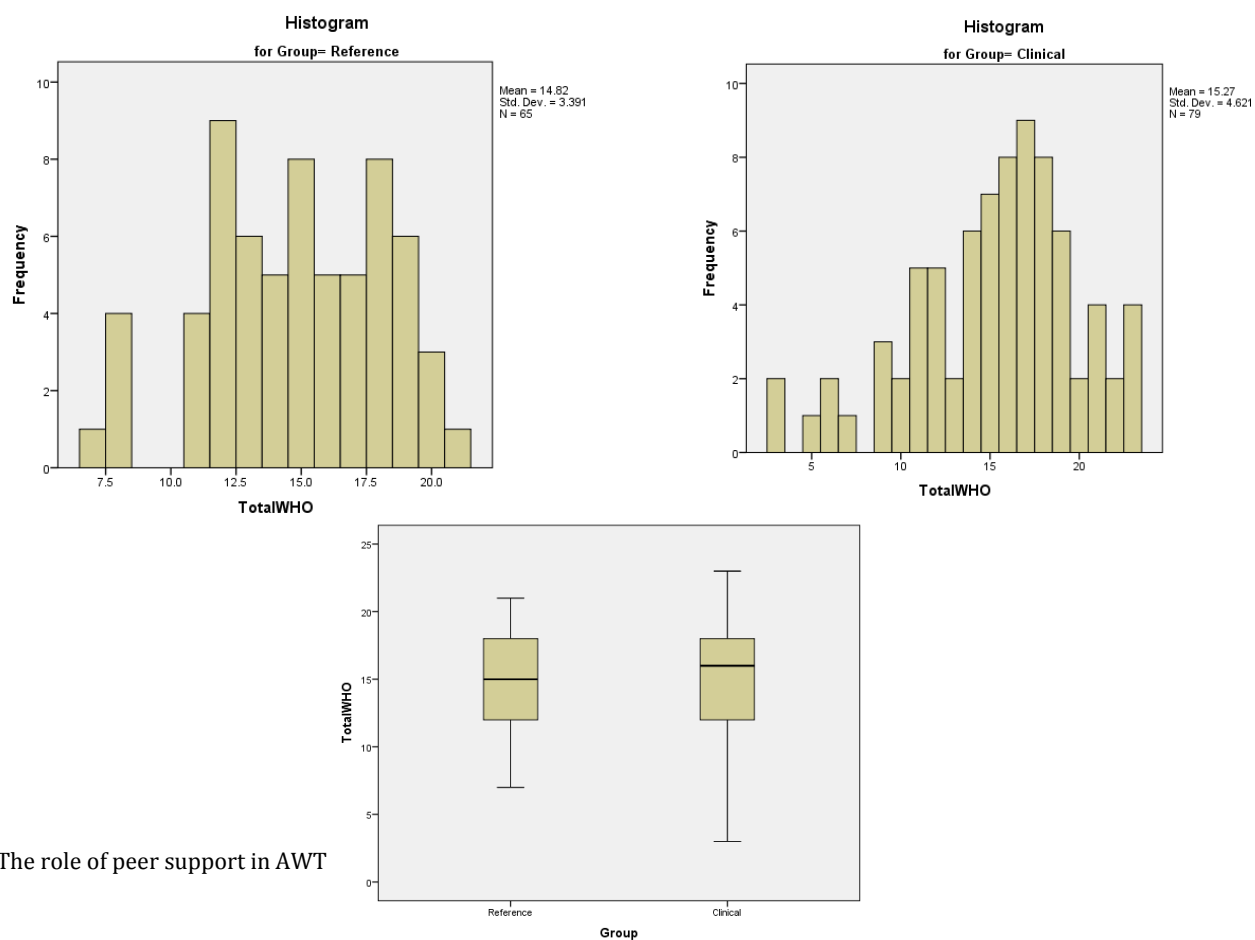 Histogram
for Group= Reference
Mean = 14.82
Std. Dev. = 3.391
N = 65
Frequency
10
8
6
4
2
0
7.5 10.0 12.5 15.0 17.5 20.0
TotalWHO
Histogram
for Group= Clinical
Mean = 15.27
Std. Dev. = 4.621
N = 79
Frequency
10
8
6
4
2
0
5 10 15 20
TotalWHO
TotalWHO
25
20
15
10
5
0
Reference Clinical
Group
The role of peer support in AWT